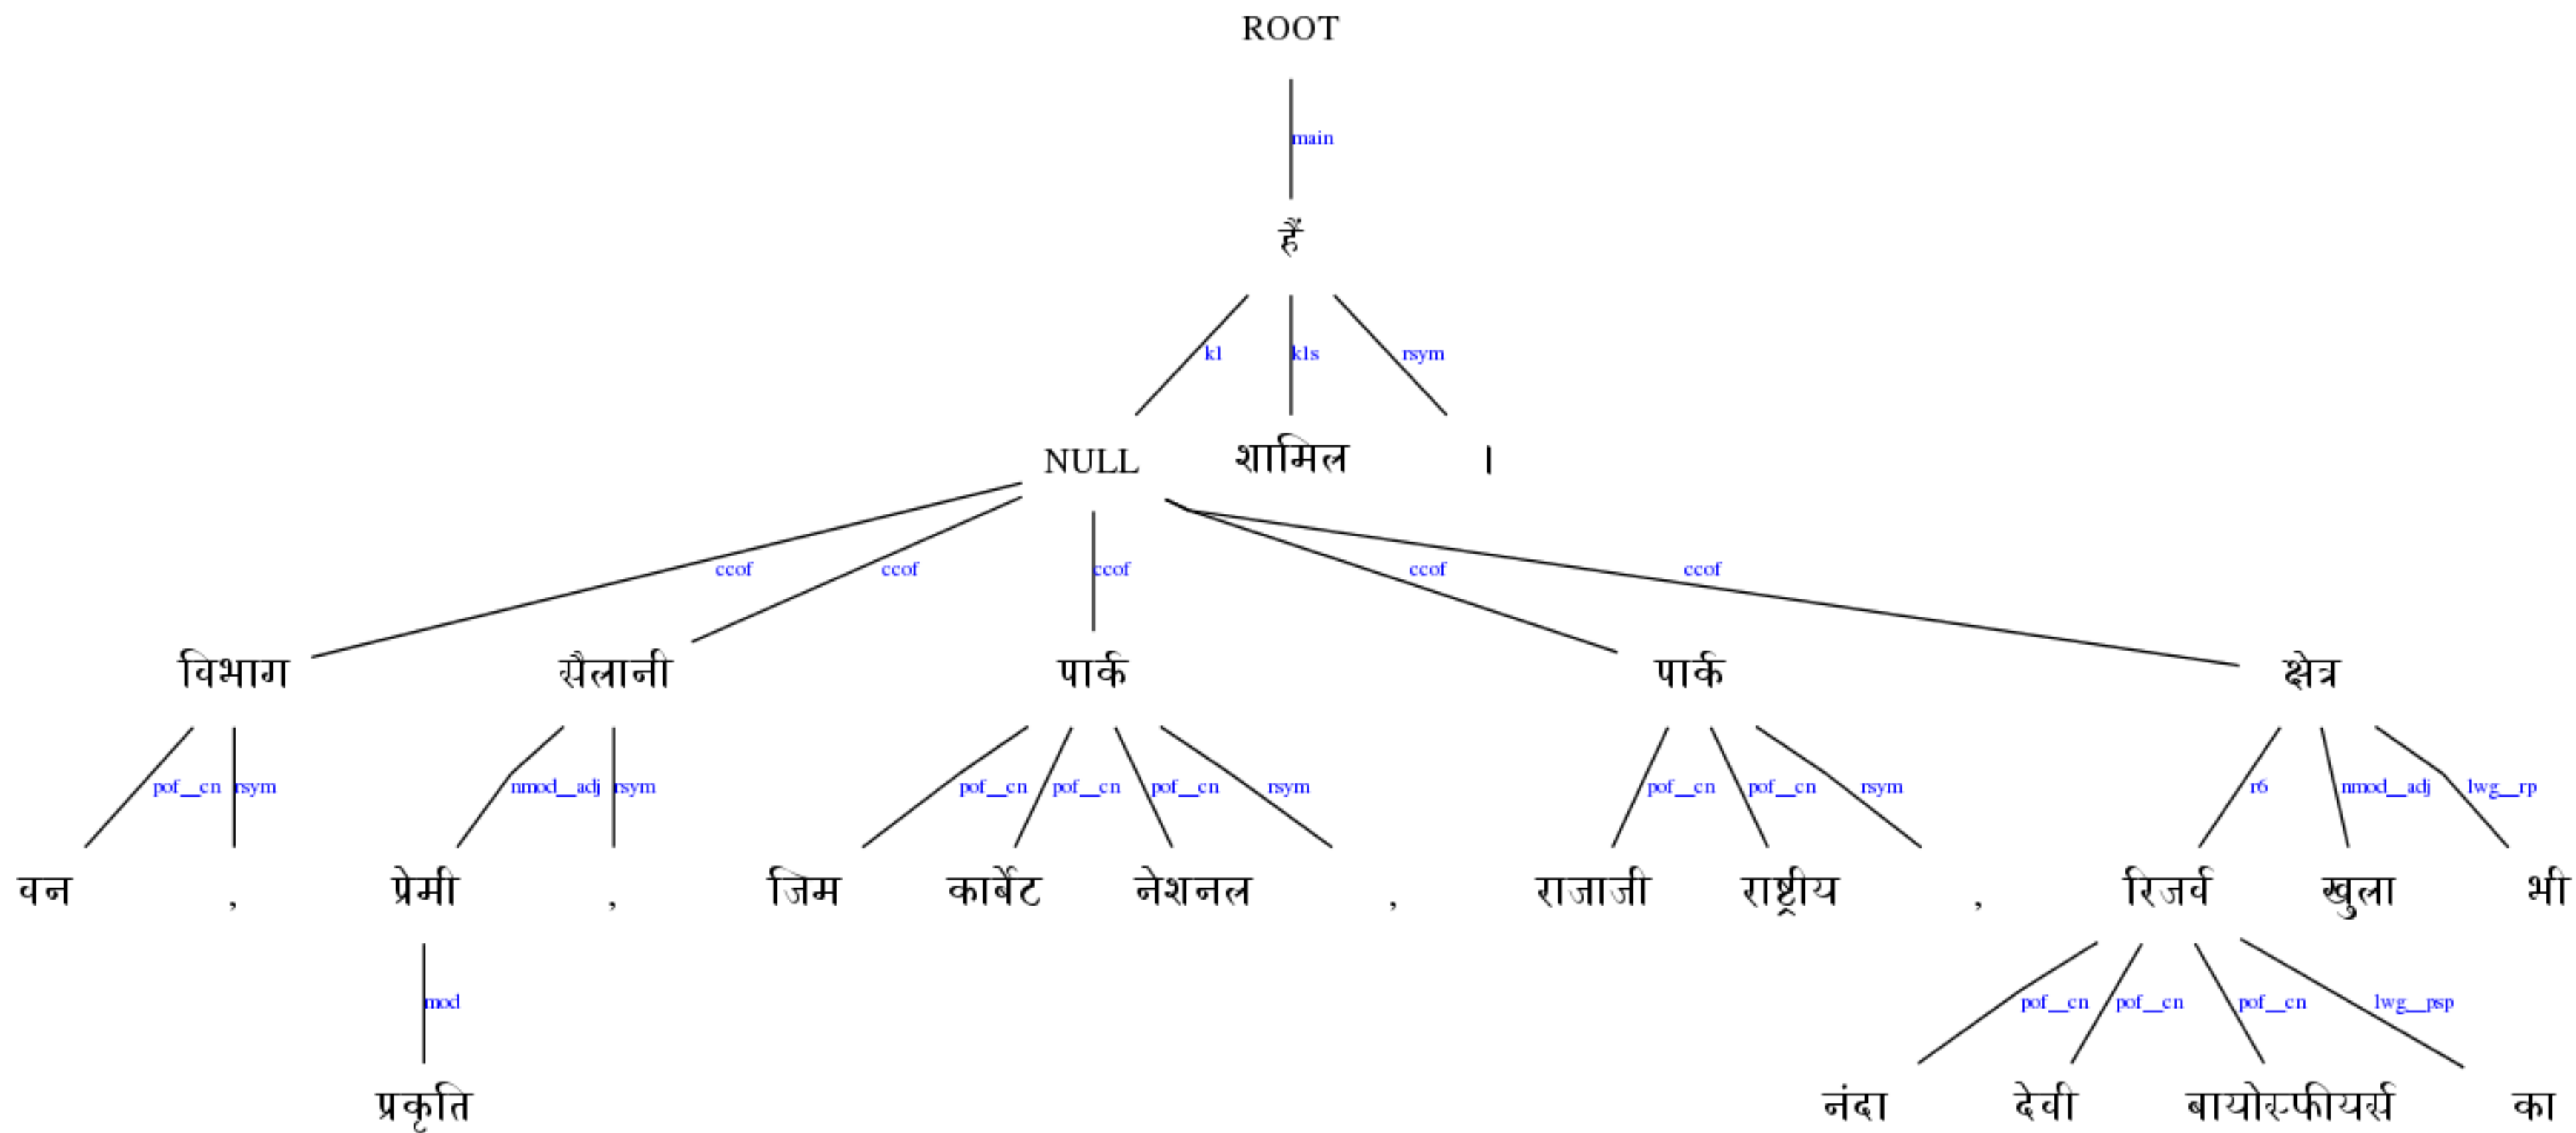 ROOT
main
हैं
k1 k1s rsym
NULL शामिल ।
ccof ccof ccof ccof ccof
विभाग सैलानी पार्क पार्क क्षेत्र
pof__cn rsym nmod__adj rsym pof__cn pof__cn pof__cn rsym pof__cn pof__cn rsym r6 nmod__adj lwg__rp
वन , प्रेमी , जिम कार्बेट नेशनल , राजाजी राष्ट्रीय , रिजर्व खुला भी
mod pof__cn pof__cn pof__cn lwg__psp
प्रकृति नंदा देवी बायोस्फीयर्स का